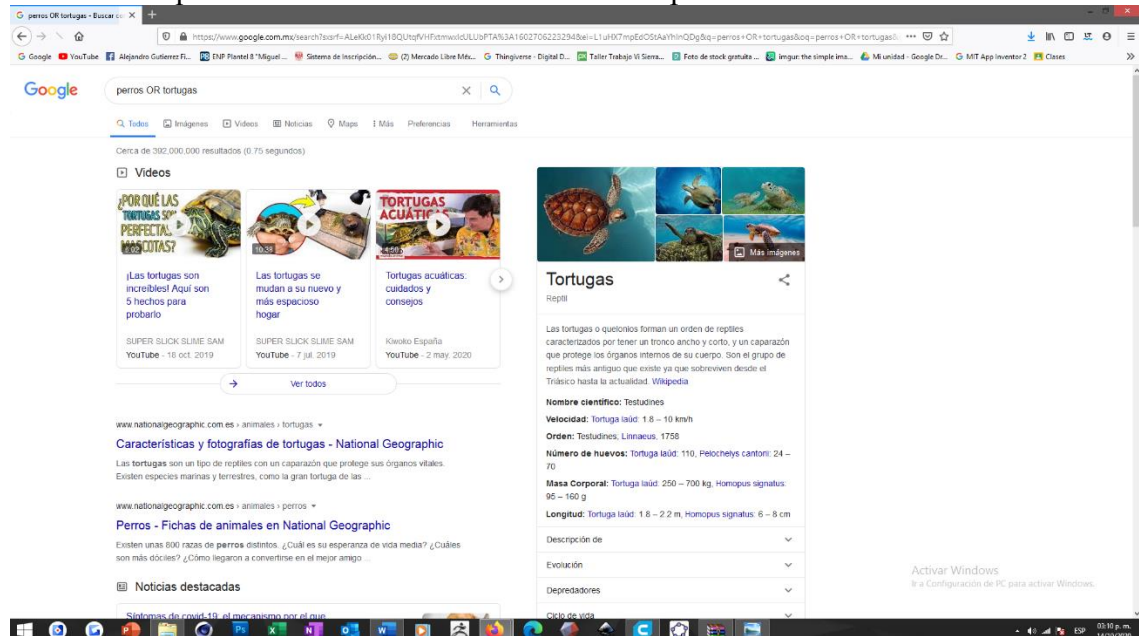 perros OR tortugas - Buscar con
https://www.google.com.mx/search?
Google YouTube Alejandro Gutierrez Fi... ENP Plantel 8 "Miguel ... Sistema de Inscripción... (2) Mercado Libre Méx... Thingiverse - Digital D... Taller Trabajo Vi Sierra... Foto de stock gratuita ... imgur: the simple ima... Mi unidad - Google Dr... MIT App Inventor 2 Clases
Google
perros OR tortugas
Todos Imágenes Videos Noticias Maps Más Preferencias Herramientas
Cerca de 392,000,000 resultados (0.75 segundos)
Videos
¿POR QUÉ LAS
TORTUGAS SON
PERFECTAS
MASCOTAS?
6:02
10:38
TORTUGAS
ACUÁTICAS
4:50
¡Las tortugas son
increíbles! Aquí son
5 hechos para
probarlo
SUPER SLICK SLIME SAM
YouTube - 18 oct. 2019
Las tortugas se
mudan a su nuevo y
más espacioso
hogar
SUPER SLICK SLIME SAM
YouTube - 7 jul. 2019
Tortugas acuáticas:
cuidados y
consejos
Kiwoko España
YouTube - 2 may. 2020
Ver todos
www.nationalgeographic.com.es › animales › tortugas
Características y fotografías de tortugas - National Geographic
Las tortugas son un tipo de reptiles con un caparazón que protege sus órganos vitales.
Existen especies marinas y terrestres, como la gran tortuga de las ...
www.nationalgeographic.com.es › animales › perros
Perros - Fichas de animales en National Geographic
Existen unas 800 razas de perros distintos. ¿Cuál es su esperanza de vida media? ¿Cuáles
son más dóciles? ¿Cómo llegaron a convertirse en el mejor amigo ...
Noticias destacadas
Síntomas de covid-19: el mecanismo por el que
Más imágenes
Tortugas
Reptil
Las tortugas o quelonios forman un orden de reptiles
caracterizados por tener un tronco ancho y corto, y un caparazón
que protege los órganos internos de su cuerpo. Son el grupo de
reptiles más antiguo que existe ya que sobreviven desde el
Triásico hasta la actualidad. Wikipedia
Nombre científico: Testudines
Velocidad: Tortuga laúd: 1.8 – 10 km/h
Orden: Testudines; Linnaeus, 1758
Número de huevos: Tortuga laúd: 110, Pelochelys cantorii: 24 –
70
Masa Corporal: Tortuga laúd: 250 – 700 kg, Homopus signatus:
95 – 160 g
Longitud: Tortuga laúd: 1.8 – 2.2 m, Homopus signatus: 6 – 8 cm
Descripción de
Evolución
Depredadores
Ciclo de vida
Activar Windows
Ir a Configuración de PC para activar Windows.
ESP
03:10 p. m.